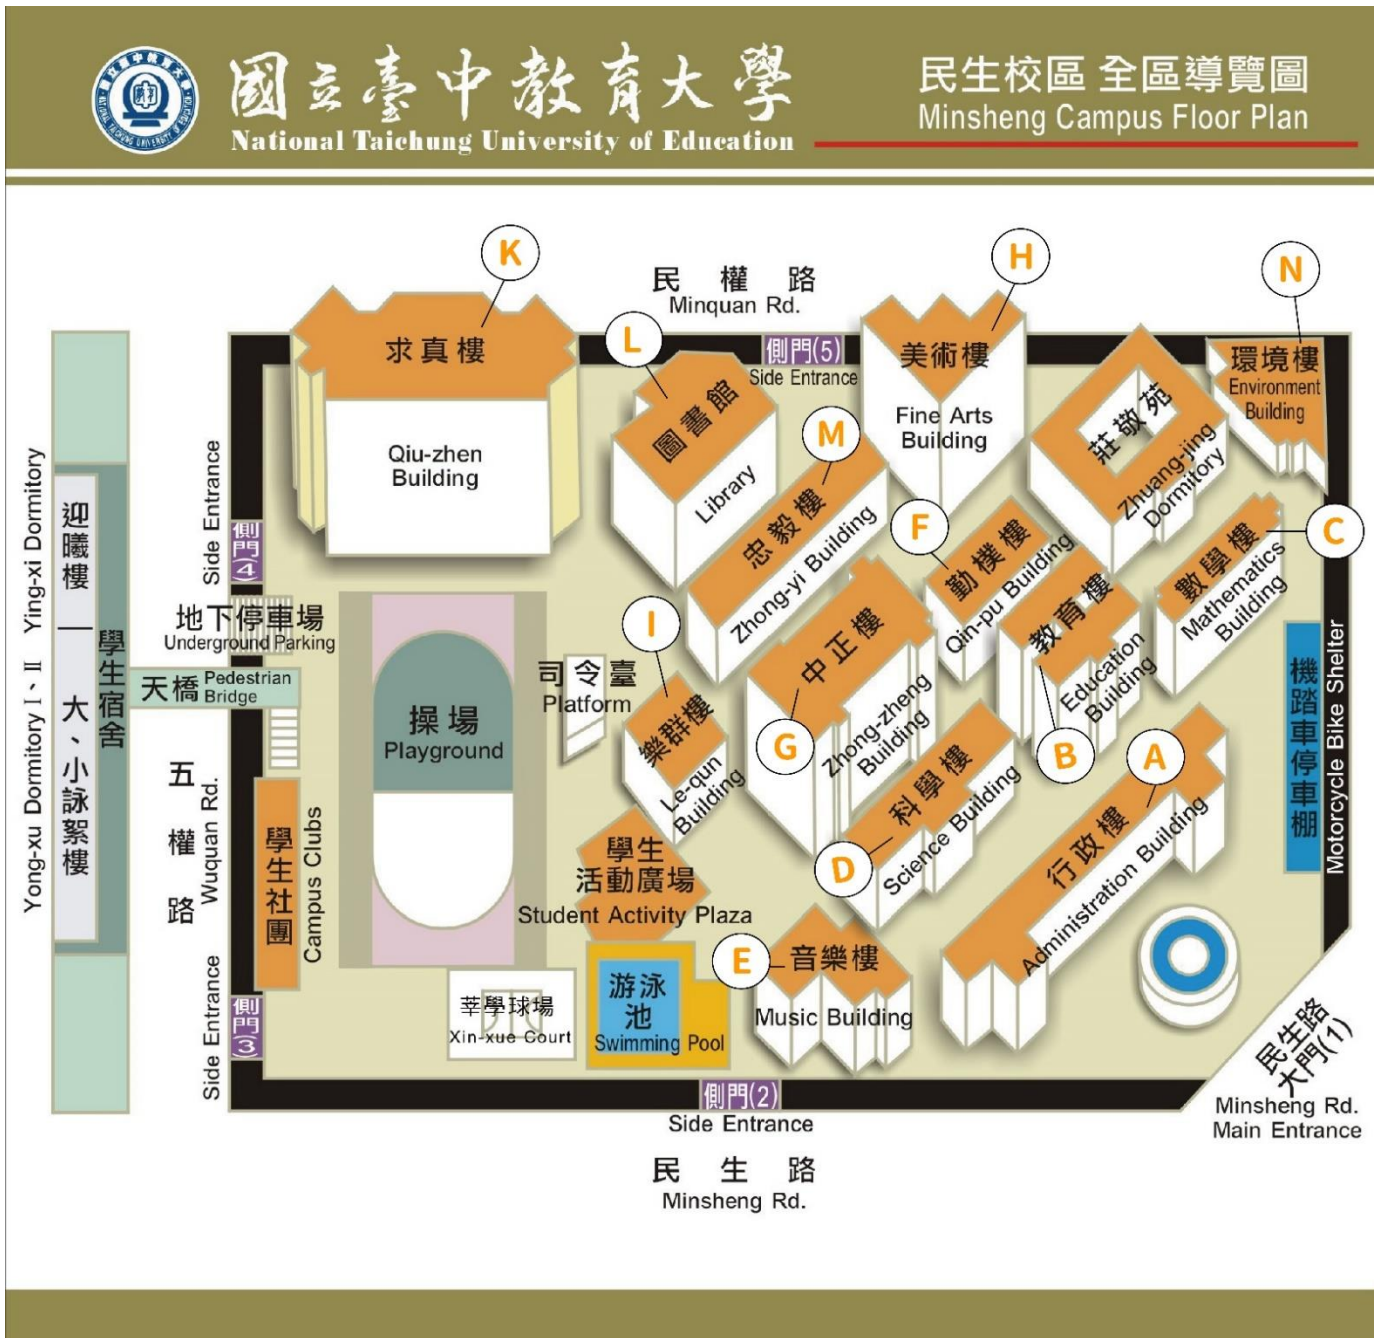 國立臺中教育大學
National Taichung University of Education
民生校區 全區導覽圖
Minsheng Campus Floor Plan
K
H
N
民權路
Minquan Rd.
L
求真樓
Qiu-zhen
Building
側門(5)
Side Entrance
美術樓
Fine Arts
Building
環境樓
Environment
Building
圖書館
Library
M
莊敬苑
Zhuang-jing
Dormitory
忠毅樓
Zhong-yi Building
F
勤樸樓
Qin-pu Building
C
數學樓
Mathematics
Building
側門(4)
Side Entrance
迎曦樓
Ying-xi Dormitory
大、小詠絮樓
Yong-xu Dormitory I、II
學生宿舍
地下停車場
Underground Parking
天橋
Pedestrian
Bridge
操場
Playground
司令臺
Platform
I
樂群樓
Le-qun
Building
中正樓
Zhong-zheng
Building
G
教育樓
Education
Building
B
A
行政樓
Administration Building
機踏車停車棚
Motorcycle Bike Shelter
五權路
Wuquan Rd.
學生社團
Campus Clubs
學生
活動廣場
Student Activity Plaza
D
科學樓
Science Building
E
音樂樓
Music Building
側門(3)
Side Entrance
莘學球場
Xin-xue Court
游泳
池
Swimming Pool
側門(2)
Side Entrance
民生路
大門(1)
Minsheng Rd.
Main Entrance
民生路
Minsheng Rd.